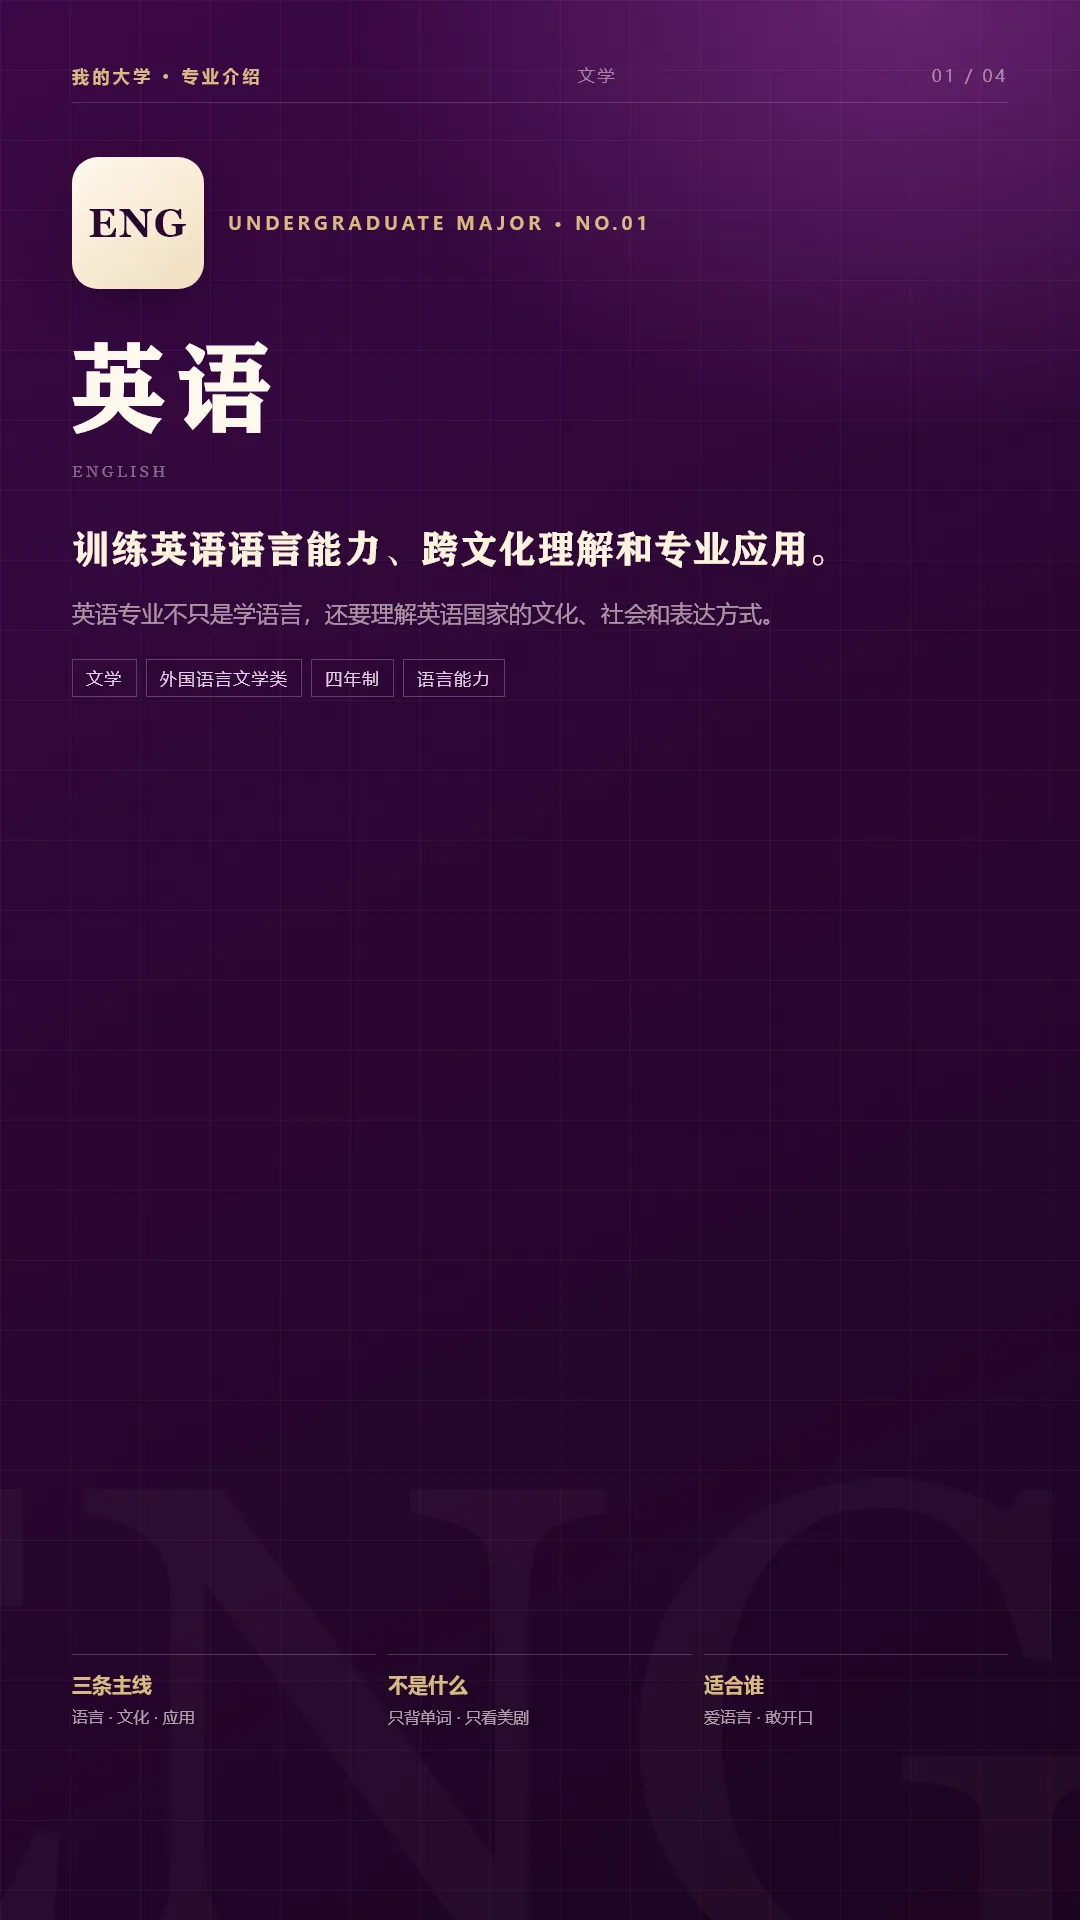 我的大学 • 专业介绍
文学
01 / 04
ENG
UNDERGRADUATE MAJOR • NO.01
英语
ENGLISH
训练英语语言能力、跨文化理解和专业应用。
英语专业不只是学语言，还要理解英语国家的文化、社会和表达方式。
文学
外国语言文学类
四年制
语言能力
三条主线
语言 · 文化 · 应用
不是什么
只背单词 · 只看美剧
适合谁
爱语言 · 敢开口
ENG